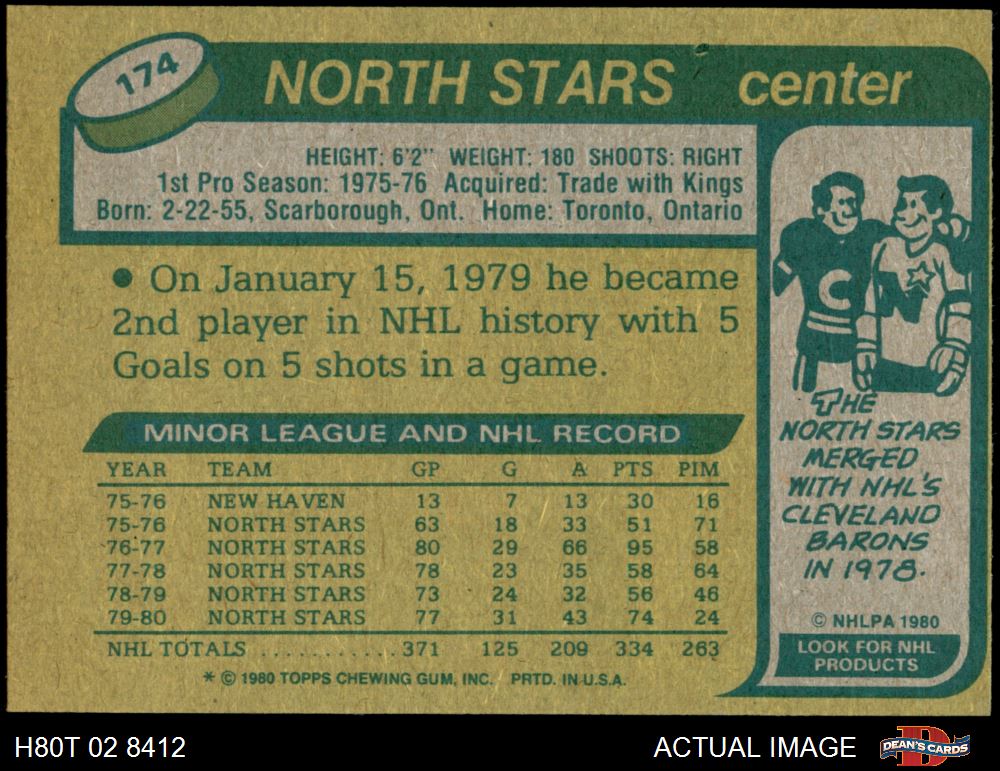 174
NORTH STARS center
HEIGHT: 6'2" WEIGHT: 180 SHOOTS: RIGHT
1st Pro Season: 1975-76 Acquired: Trade with Kings
Born: 2-22-55, Scarborough, Ont. Home: Toronto, Ontario
● On January 15, 1979 he became
2nd player in NHL history with 5
Goals on 5 shots in a game.
MINOR LEAGUE AND NHL RECORD
YEAR TEAM GP G A PTS PIM
75-76 NEW HAVEN 13 7 13 30 16
75-76 NORTH STARS 63 18 33 51 71
76-77 NORTH STARS 80 29 66 95 58
77-78 NORTH STARS 78 23 35 58 64
78-79 NORTH STARS 73 24 32 56 46
79-80 NORTH STARS 77 31 43 74 24
NHL TOTALS ........... 371 125 209 334 263
* © 1980 TOPPS CHEWING GUM, INC. PRTD. IN U.S.A.
C
N
THE
NORTH STARS
MERGED
WITH NHL'S
CLEVELAND
BARONS
IN 1978.
© NHLPA 1980
LOOK FOR NHL
PRODUCTS
H80T 02 8412
ACTUAL IMAGE
D
DEAN'S CARDS